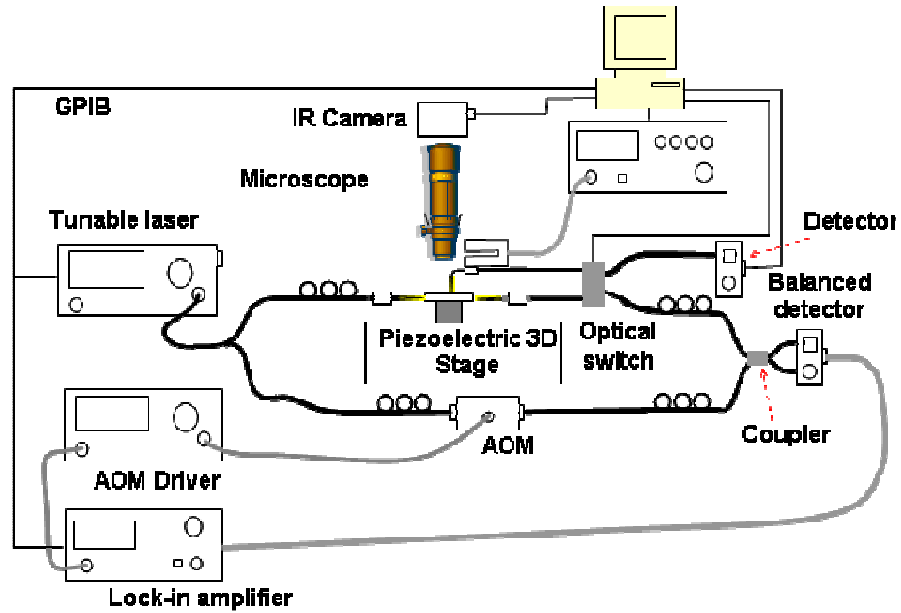 GPIB
IR Camera
Microscope
Tunable laser
Detector
Balanced
detector
Piezoelectric 3D
Stage
Optical
switch
Coupler
AOM
AOM Driver
Lock-in amplifier